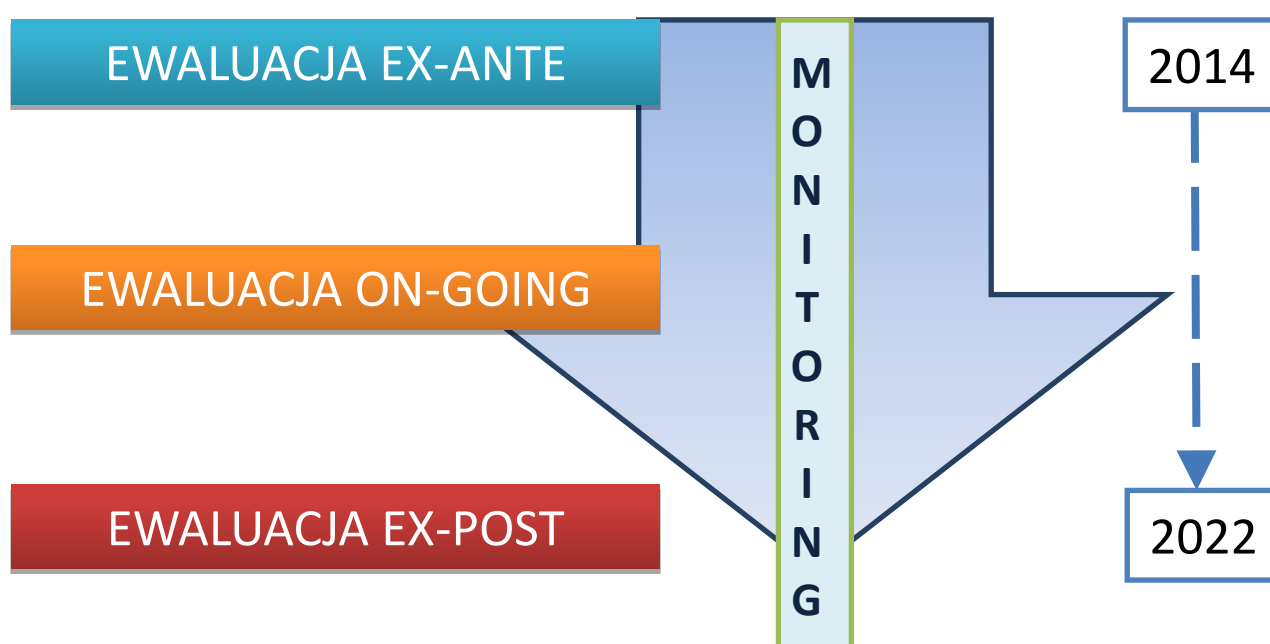 EWALUACJA EX-ANTE
EWALUACJA ON-GOING
EWALUACJA EX-POST
MONITORING
2014
2022